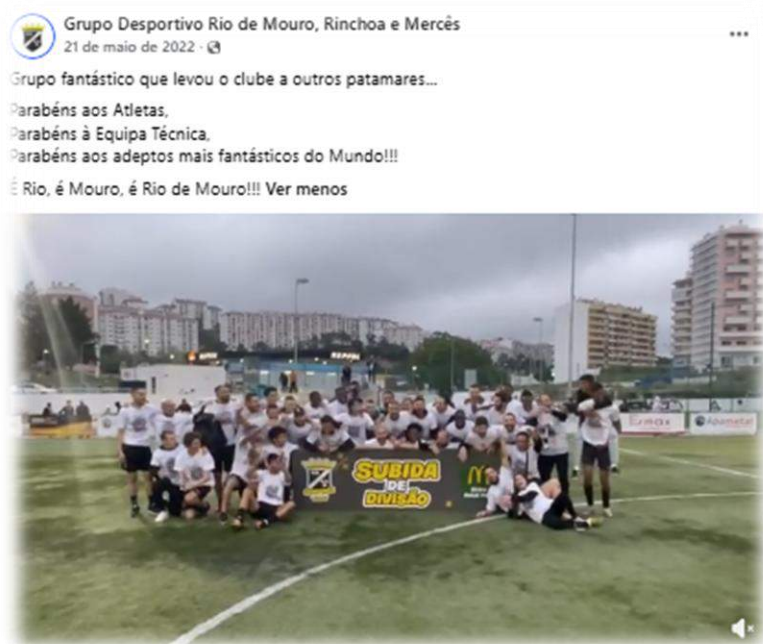 Grupo Desportivo Rio de Mouro, Rinchoa e Mercês
21 de maio de 2022
Grupo fantástico que levou o clube a outros patamares...
Parabéns aos Atletas,
Parabéns à Equipa Técnica,
Parabéns aos adeptos mais fantásticos do Mundo!!!
É Rio, é Mouro, é Rio de Mouro!!! Ver menos
SUBIDA
DE
DIVISÃO